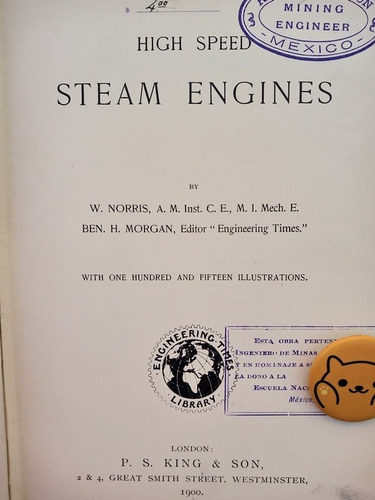 4.00
MINING
ENGINEER
MEXICO
HIGH SPEED
STEAM ENGINES
BY
W. NORRIS, A. M. Inst. C. E., M. I. Mech. E.
BEN. H. MORGAN, Editor "Engineering Times."
WITH ONE HUNDRED AND FIFTEEN ILLUSTRATIONS.
ENGINEERING TIMES
LIBRARY
ESTA OBRA
INGENIERO DE MINAS
Y EN HOMENAJE A
LA DONO A LA
ESCUELA
México,
LONDON:
P. S. KING & SON,
2 & 4, GREAT SMITH STREET, WESTMINSTER,
1900.